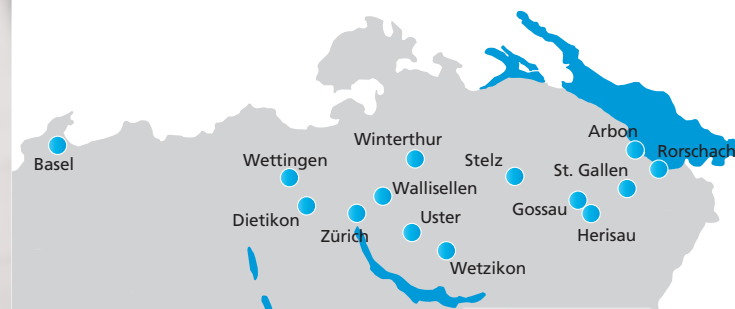 Arbon
Winterthur
Rorschach
Basel
Wettingen
Stelz
St. Gallen
Wallisellen
Dietikon
Uster
Gossau
Zürich
Herisau
Wetzikon